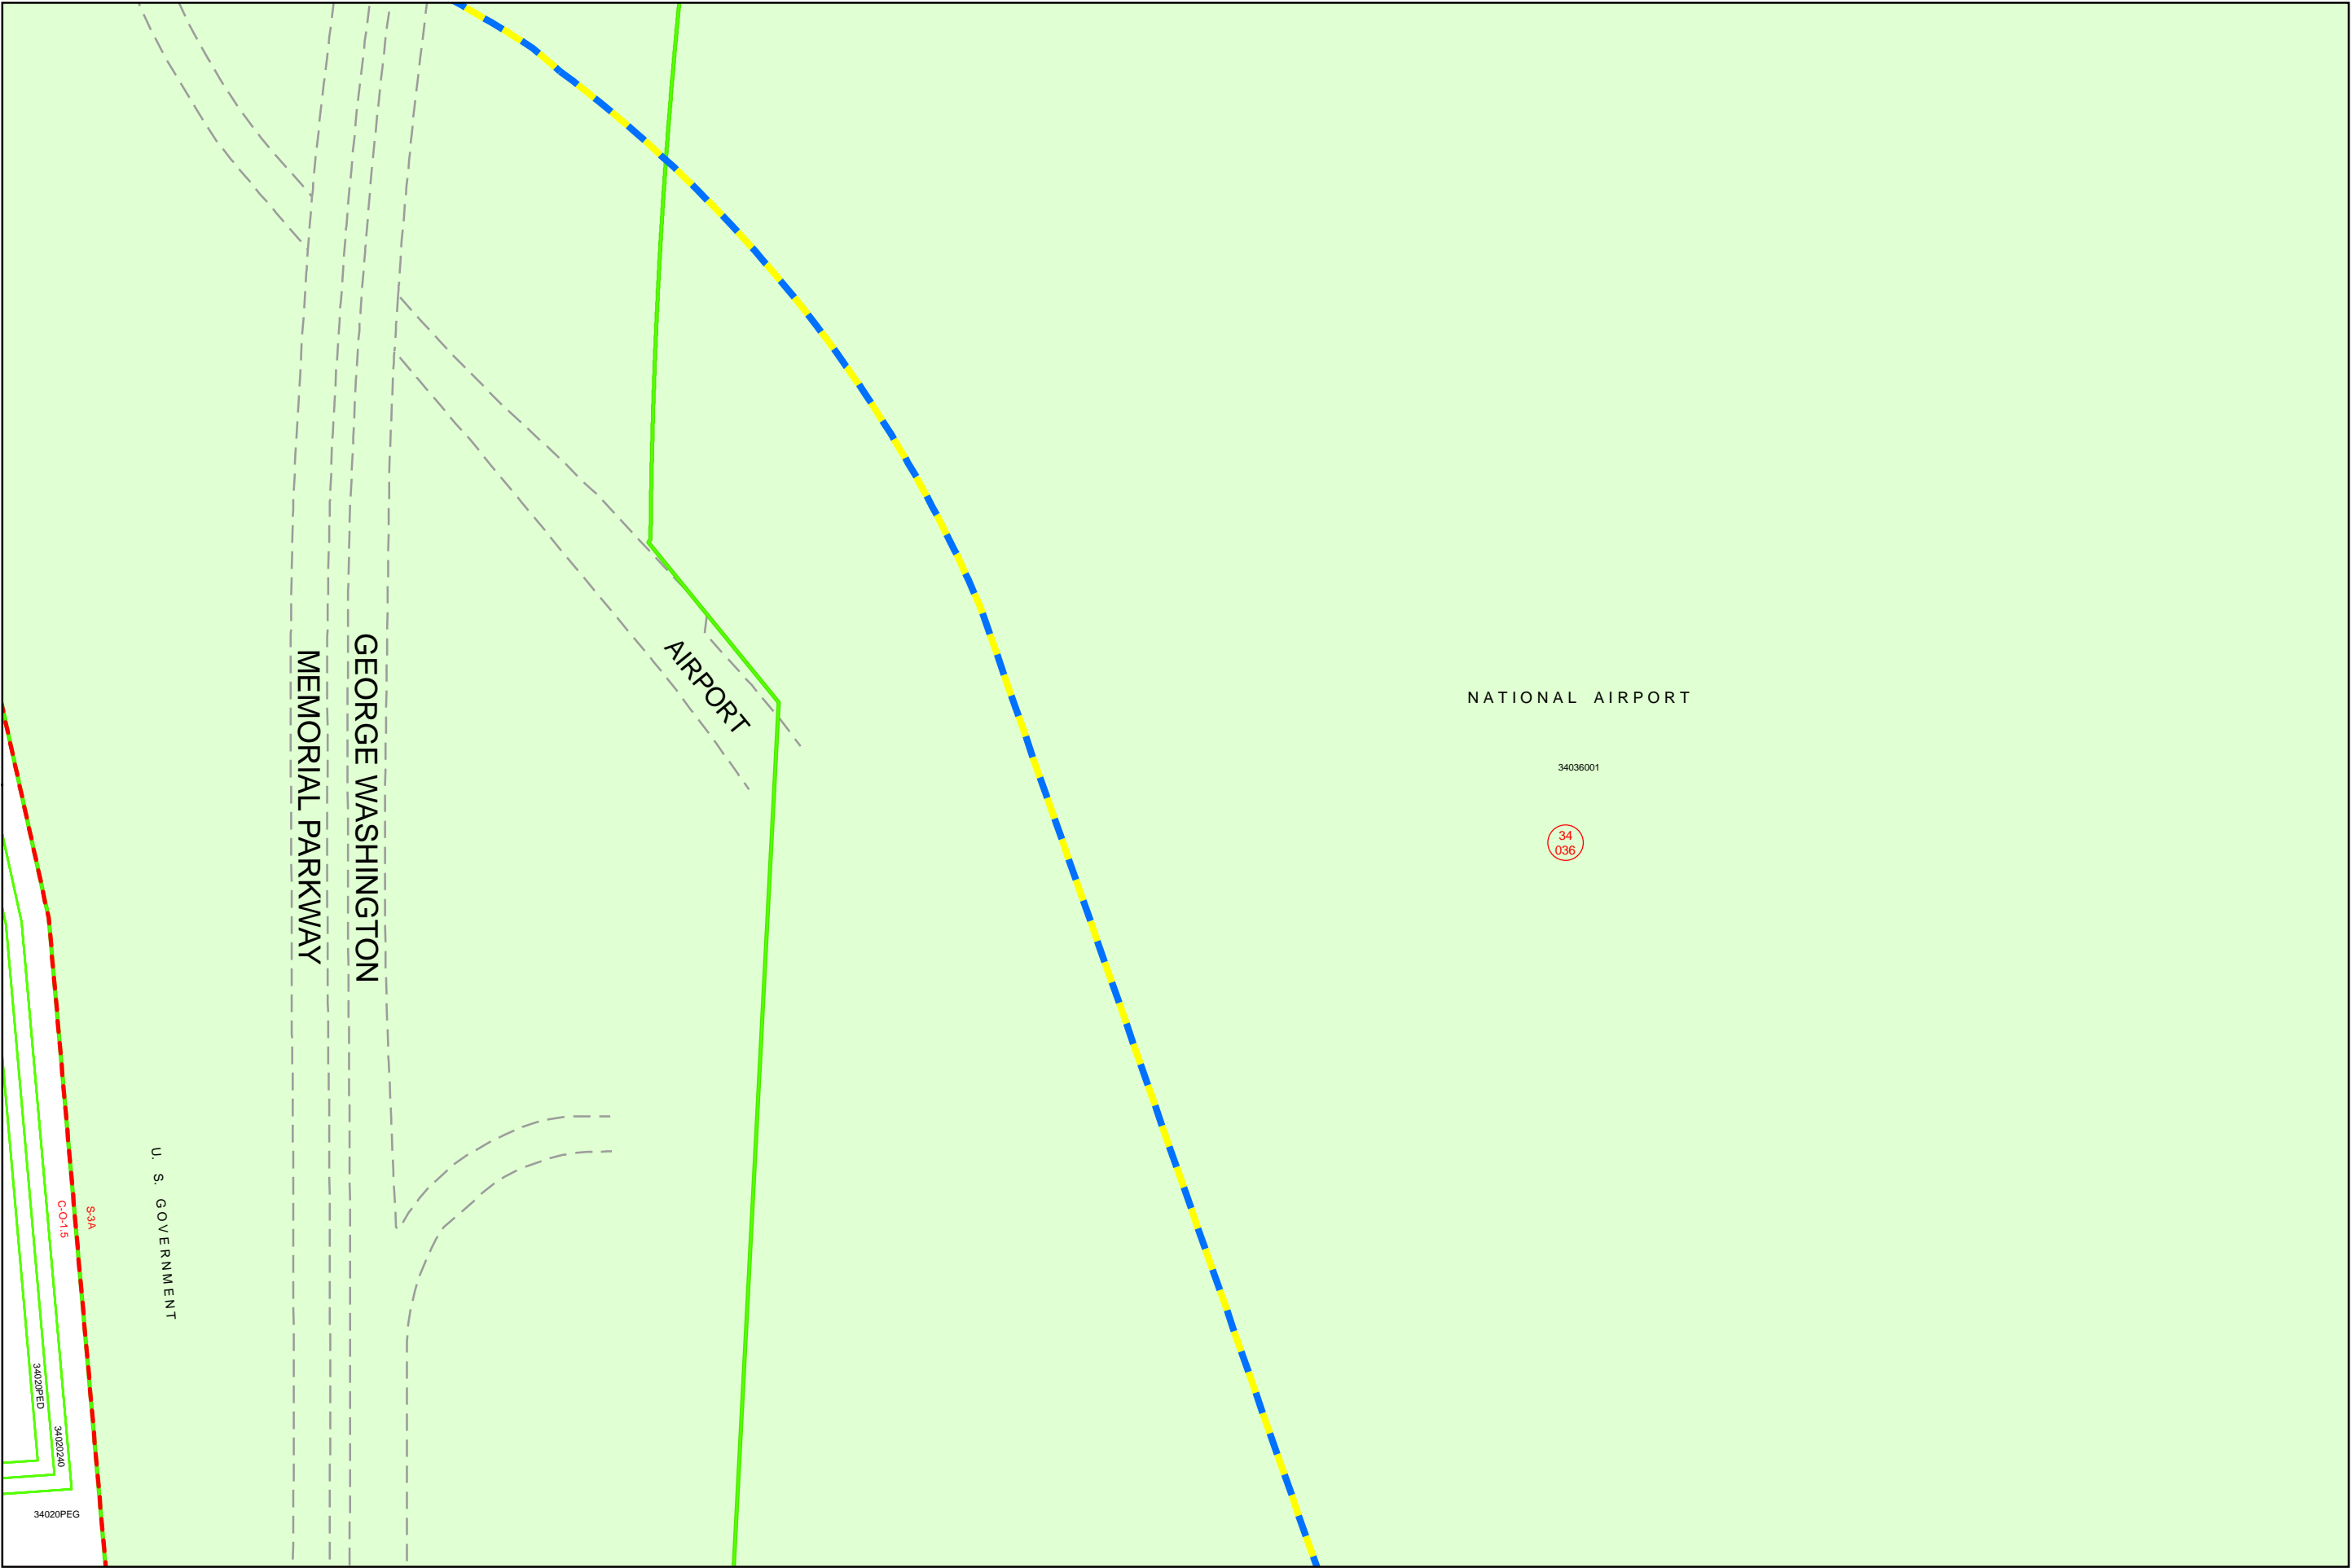 GEORGE WASHINGTON
MEMORIAL PARKWAY
AIRPORT
NATIONAL AIRPORT
34036001
34
036
U. S. GOVERNMENT
S-3A
C-O-1.5
34020PED
34020240
34020PEG